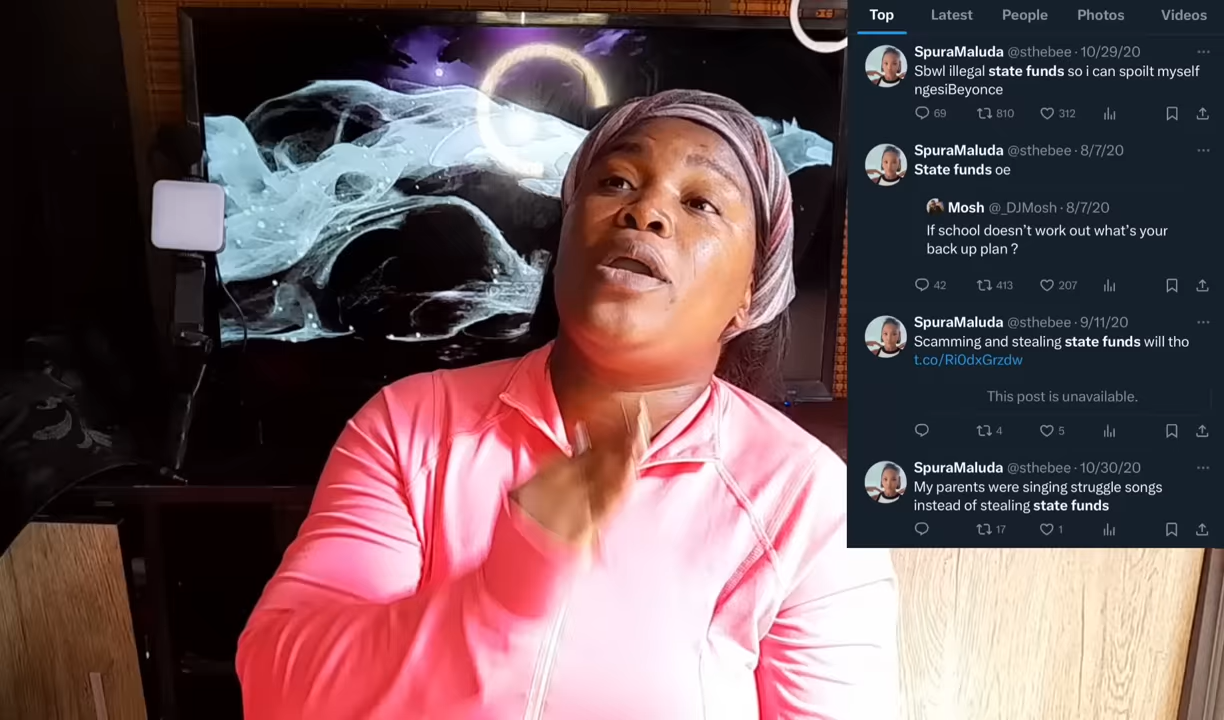 Top Latest People Photos Videos
SpuraMaluda @sthebee · 10/29/20
Sbwl illegal state funds so i can spoilt myself
ngesiBeyonce
69 810 312
SpuraMaluda @sthebee · 8/7/20
State funds oe
Mosh @_DJMosh · 8/7/20
If school doesn't work out what's your
back up plan ?
42 413 207
SpuraMaluda @sthebee · 9/11/20
Scamming and stealing state funds will tho
t.co/Ri0dxGrzdw
This post is unavailable.
4 5
SpuraMaluda @sthebee · 10/30/20
My parents were singing struggle songs
instead of stealing state funds
17 1